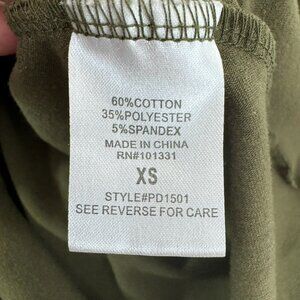 60%COTTON
35%POLYESTER
5%SPANDEX
MADE IN CHINA
RN#101331
XS
STYLE#PD1501
SEE REVERSE FOR CARE